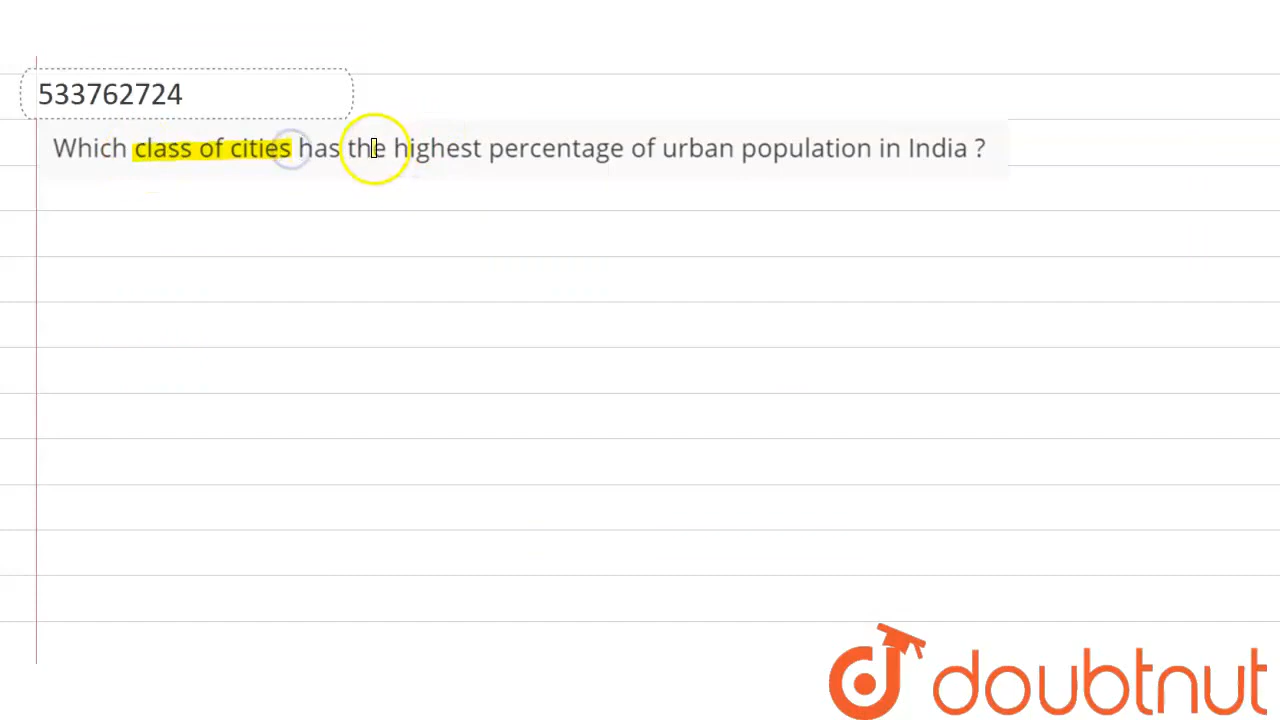 533762724
Which class of cities has the highest percentage of urban population in India ?
doubtnut